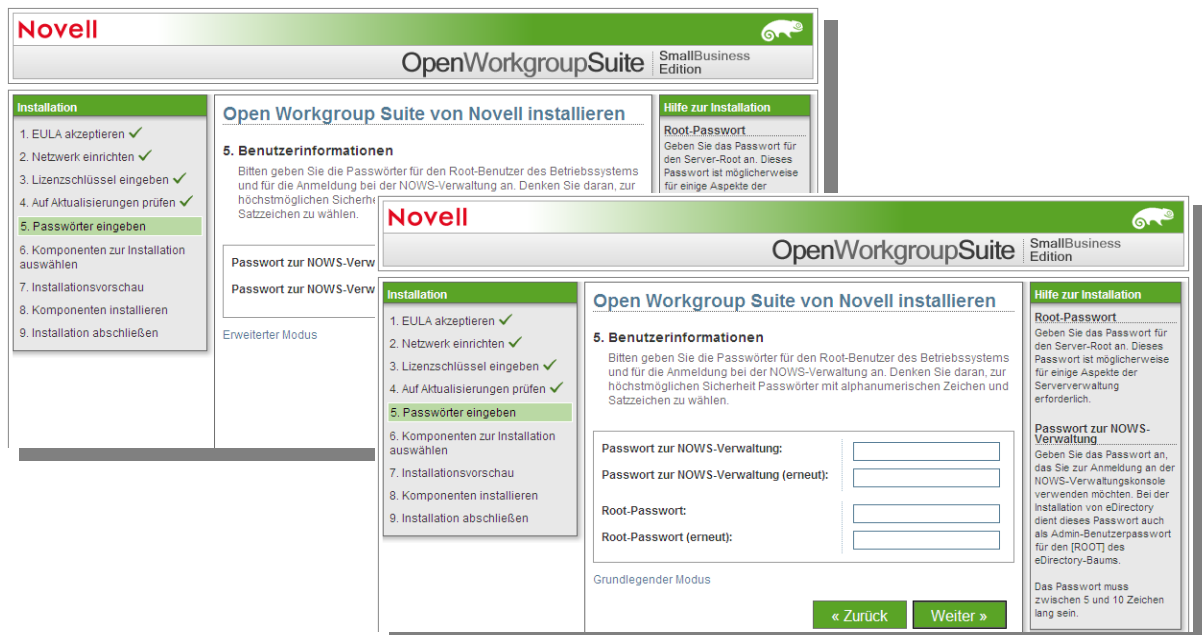 Novell
OpenWorkgroupSuite
SmallBusiness
Edition
Installation
1. EULA akzeptieren
2. Netzwerk einrichten
3. Lizenzschlüssel eingeben
4. Auf Aktualisierungen prüfen
5. Passwörter eingeben
6. Komponenten zur Installation
auswählen
7. Installationsvorschau
8. Komponenten installieren
9. Installation abschließen
Open Workgroup Suite von Novell installieren
5. Benutzerinformationen
Bitten geben Sie die Passwörter für den Root-Benutzer des Betriebssystems
und für die Anmeldung bei der NOWS-Verwaltung an. Denken Sie daran, zur
höchstmöglichen Sicherhe
Satzzeichen zu wählen.
Passwort zur NOWS-Verw
Passwort zur NOWS-Verw
Erweiterter Modus
Hilfe zur Installation
Root-Passwort
Geben Sie das Passwort für
den Server-Root an. Dieses
Passwort ist möglicherweise
für einige Aspekte der
Novell
OpenWorkgroupSuite
SmallBusiness
Edition
Installation
1. EULA akzeptieren
2. Netzwerk einrichten
3. Lizenzschlüssel eingeben
4. Auf Aktualisierungen prüfen
5. Passwörter eingeben
6. Komponenten zur Installation
auswählen
7. Installationsvorschau
8. Komponenten installieren
9. Installation abschließen
Open Workgroup Suite von Novell installieren
5. Benutzerinformationen
Bitten geben Sie die Passwörter für den Root-Benutzer des Betriebssystems
und für die Anmeldung bei der NOWS-Verwaltung an. Denken Sie daran, zur
höchstmöglichen Sicherheit Passwörter mit alphanumerischen Zeichen und
Satzzeichen zu wählen.
Passwort zur NOWS-Verwaltung:
Passwort zur NOWS-Verwaltung (erneut):
Root-Passwort:
Root-Passwort (erneut):
Grundlegender Modus
« Zurück
Weiter »
Hilfe zur Installation
Root-Passwort
Geben Sie das Passwort für
den Server-Root an. Dieses
Passwort ist möglicherweise
für einige Aspekte der
Serververwaltung
erforderlich.
Passwort zur NOWS-
Verwaltung
Geben Sie das Passwort an,
das Sie zur Anmeldung an der
NOWS-Verwaltungskonsole
verwenden möchten. Bei der
Installation von eDirectory
dient dieses Passwort auch
als Admin-Benutzerpasswort
für den [ROOT] des
eDirectory-Baums.
Das Passwort muss
zwischen 5 und 10 Zeichen
lang sein.